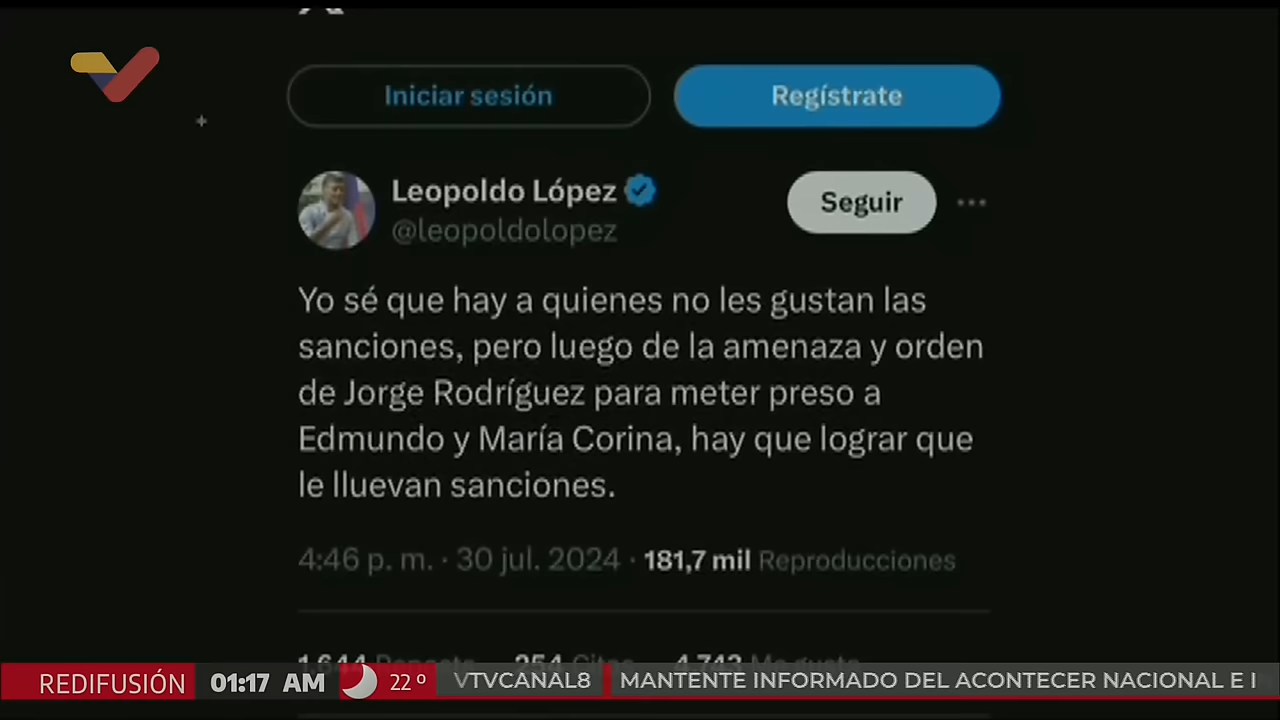 Iniciar sesión
Regístrate
Leopoldo López
@leopoldolopez
Seguir
Yo sé que hay a quienes no les gustan las
sanciones, pero luego de la amenaza y orden
de Jorge Rodríguez para meter preso a
Edmundo y María Corina, hay que lograr que
le lluevan sanciones.
4:46 p. m. · 30 jul. 2024 · 181,7 mil Reproducciones
REDIFUSIÓN 01:17 AM 22 º VTVCANAL8 MANTENTE INFORMADO DEL ACONTECER NACIONAL E I